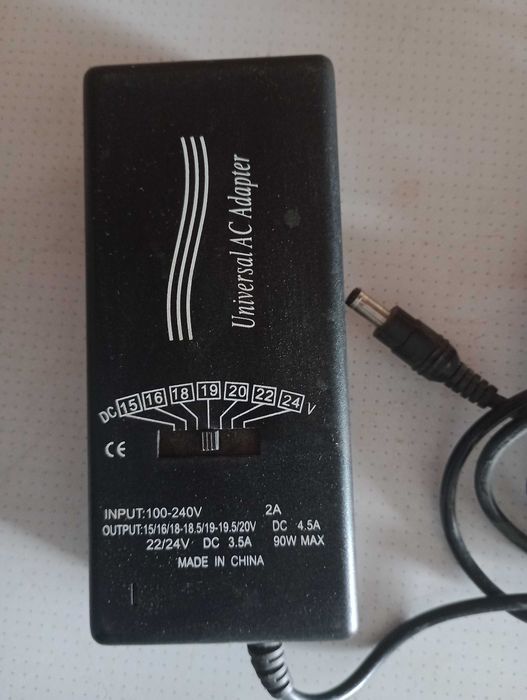 Universal AC Adapter
DC 15 16 18 19 20 22 24 V
CE
INPUT:100-240V 2A
OUTPUT:15/16/18-18.5/19-19.5/20V DC 4.5A
22/24V DC 3.5A 90W MAX
MADE IN CHINA